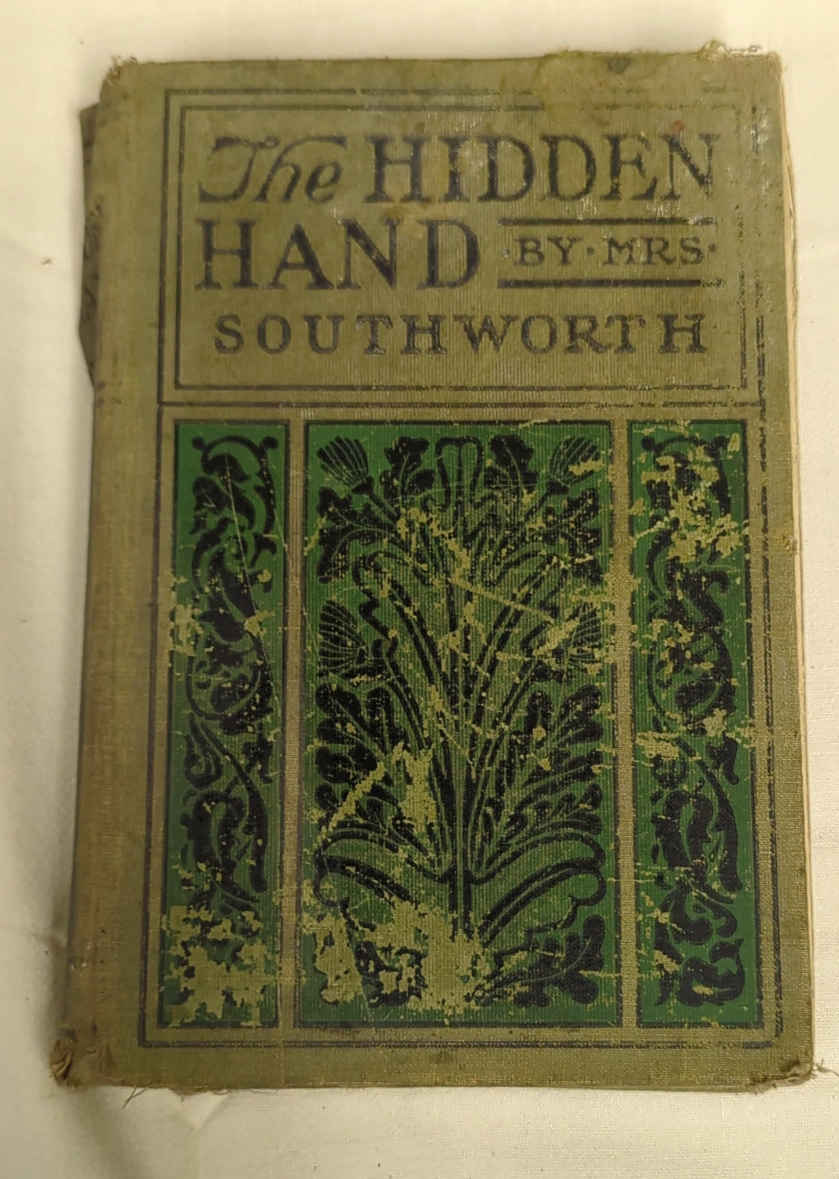 The HIDDEN
HAND ·BY·MRS·
SOUTHWORTH